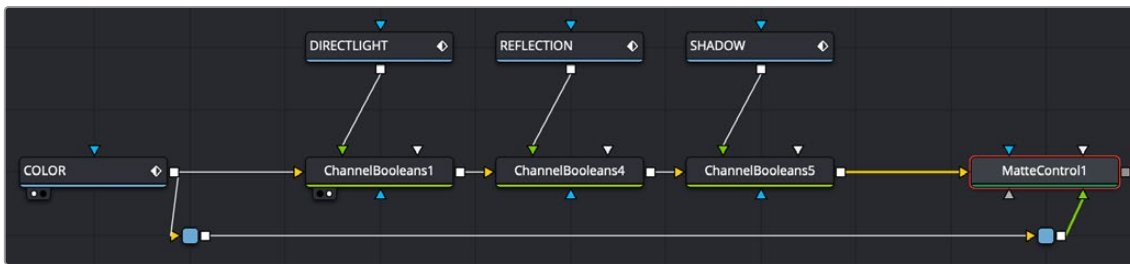 DIRECTLIGHT
REFLECTION
SHADOW
COLOR
ChannelBooleans1
ChannelBooleans4
ChannelBooleans5
MatteControl1